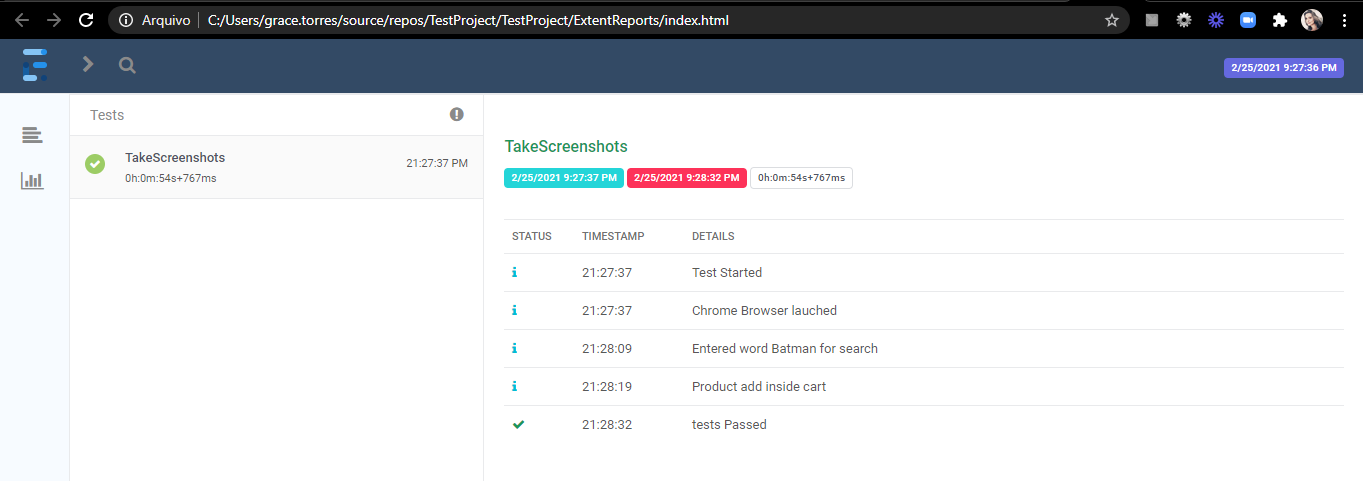 Arquivo C:/Users/grace.torres/source/repos/TestProject/TestProject/ExtentReports/index.html
2/25/2021 9:27:36 PM
Tests
TakeScreenshots 21:27:37 PM
0h:0m:54s+767ms
TakeScreenshots
2/25/2021 9:27:37 PM 2/25/2021 9:28:32 PM 0h:0m:54s+767ms
STATUS TIMESTAMP DETAILS
21:27:37 Test Started
21:27:37 Chrome Browser lauched
21:28:09 Entered word Batman for search
21:28:19 Product add inside cart
21:28:32 tests Passed